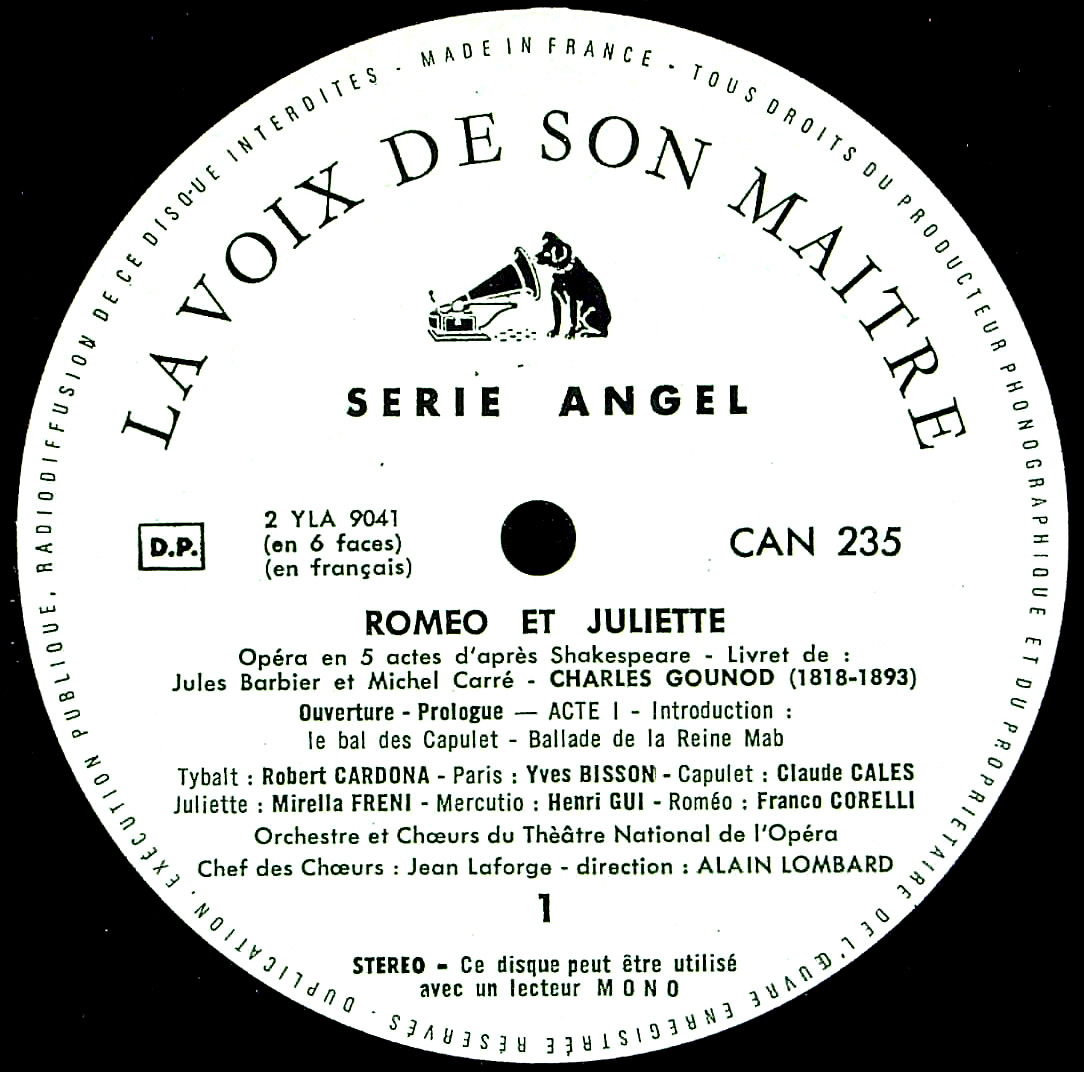 MADE IN FRANCE - TOUS DROITS DU PRODUCTEUR PHONOGRAPHIQUE ET DU PROPRIÉTAIRE DE L'ŒUVRE ENREGISTRÉE RÉSERVÉS - DUPLICATION, EXÉCUTION PUBLIQUE, RADIODIFFUSION DE CE DISQUE INTERDITES -
LA VOIX DE SON MAITRE
SERIE ANGEL
D.P.
2 YLA 9041
(en 6 faces)
(en français)
CAN 235
ROMEO ET JULIETTE
Opéra en 5 actes d'après Shakespeare - Livret de :
Jules Barbier et Michel Carré - CHARLES GOUNOD (1818-1893)
Ouverture - Prologue — ACTE I - Introduction :
le bal des Capulet - Ballade de la Reine Mab
Tybalt : Robert CARDONA - Paris : Yves BISSON - Capulet : Claude CALES
Juliette : Mirella FRENI - Mercutio : Henri GUI - Roméo : Franco CORELLI
Orchestre et Chœurs du Thèâtre National de l'Opéra
Chef des Chœurs : Jean Laforge - direction : ALAIN LOMBARD
1
STEREO - Ce disque peut être utilisé
avec un lecteur MONO